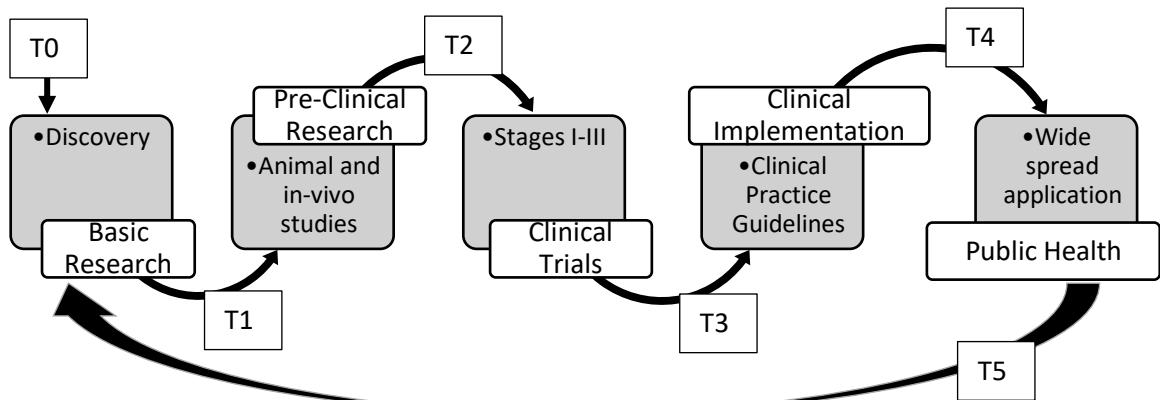 T0
•Discovery
Basic
Research
T1
Pre-Clinical
Research
•Animal and
in-vivo
studies
T2
•Stages I-III
Clinical
Trials
T3
Clinical
Implementation
•Clinical
Practice
Guidelines
T4
•Wide
spread
application
Public Health
T5